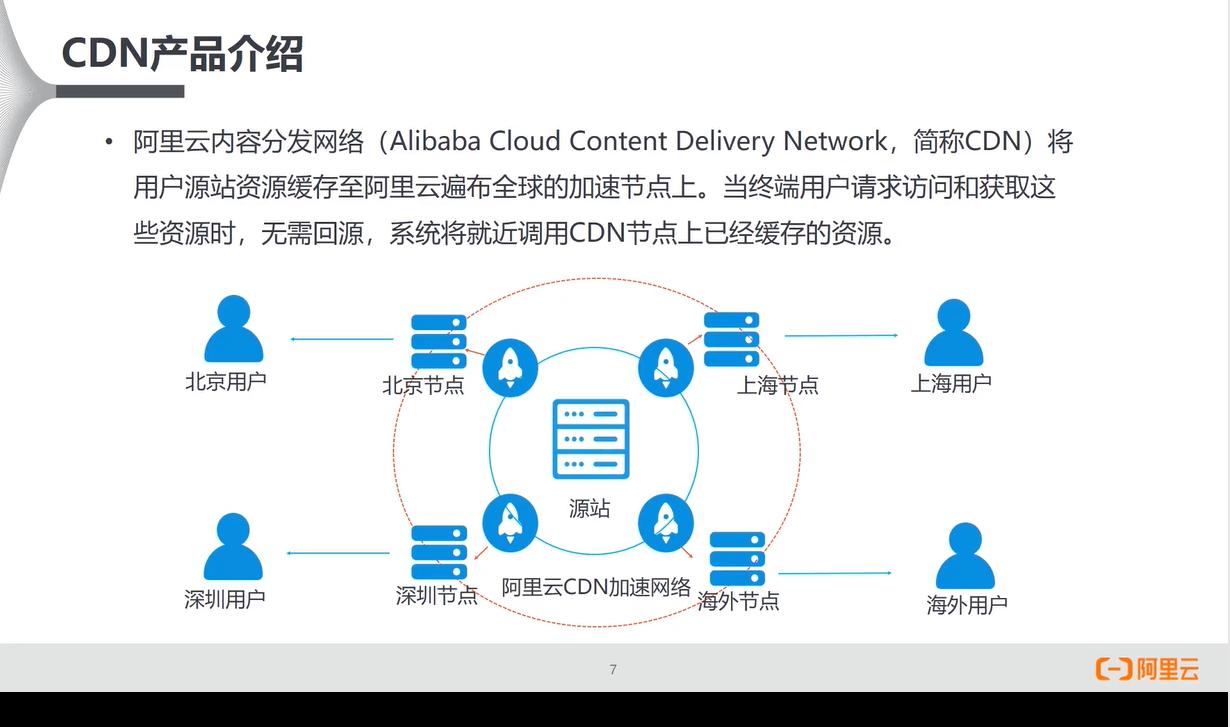 CDN产品介绍
• 阿里云内容分发网络（Alibaba Cloud Content Delivery Network，简称CDN）将
用户源站资源缓存至阿里云遍布全球的加速节点上。当终端用户请求访问和获取这
些资源时，无需回源，系统将就近调用CDN节点上已经缓存的资源。
北京用户
北京节点
上海节点
上海用户
源站
深圳用户
深圳节点
阿里云CDN加速网络
海外节点
海外用户
7
阿里云